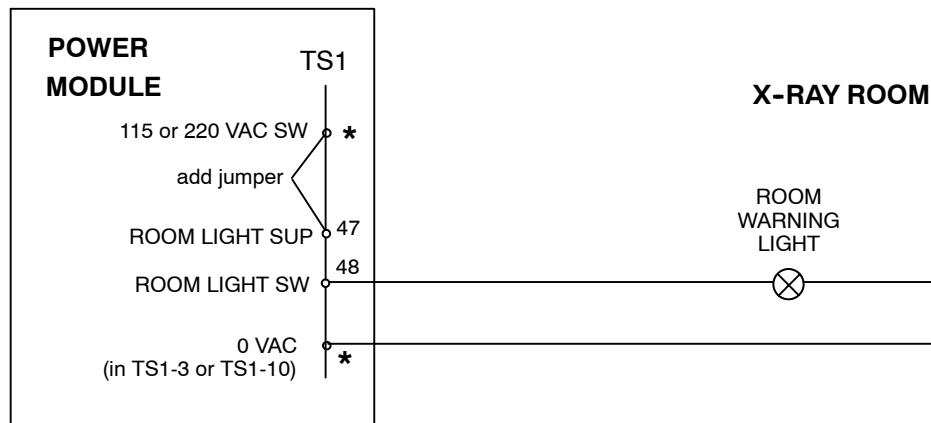 POWER
MODULE
TS1
X-RAY ROOM
115 or 220 VAC SW *
add jumper
ROOM LIGHT SUP 47
ROOM LIGHT SW 48
ROOM
WARNING
LIGHT
0 VAC
(in TS1-3 or TS1-10) *